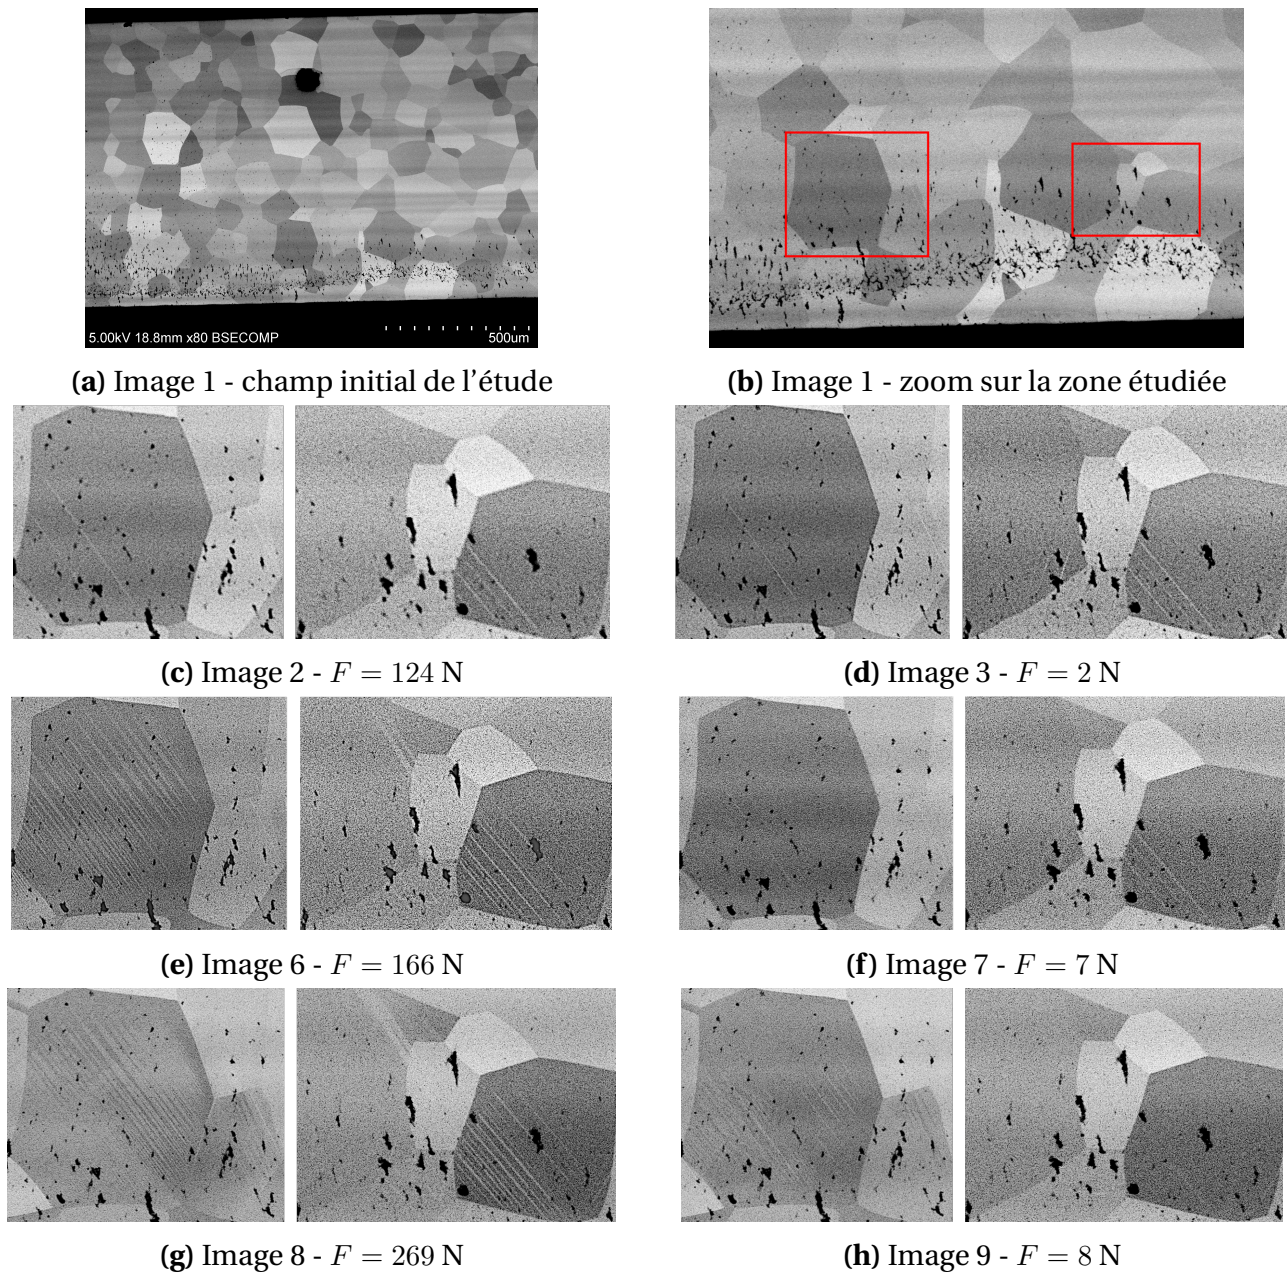 5.00kV 18.8mm x80 BSECOMP 500um
(a) Image 1 - champ initial de l'étude
(b) Image 1 - zoom sur la zone étudiée
(c) Image 2 - F = 124 N
(d) Image 3 - F = 2 N
(e) Image 6 - F = 166 N
(f) Image 7 - F = 7 N
(g) Image 8 - F = 269 N
(h) Image 9 - F = 8 N